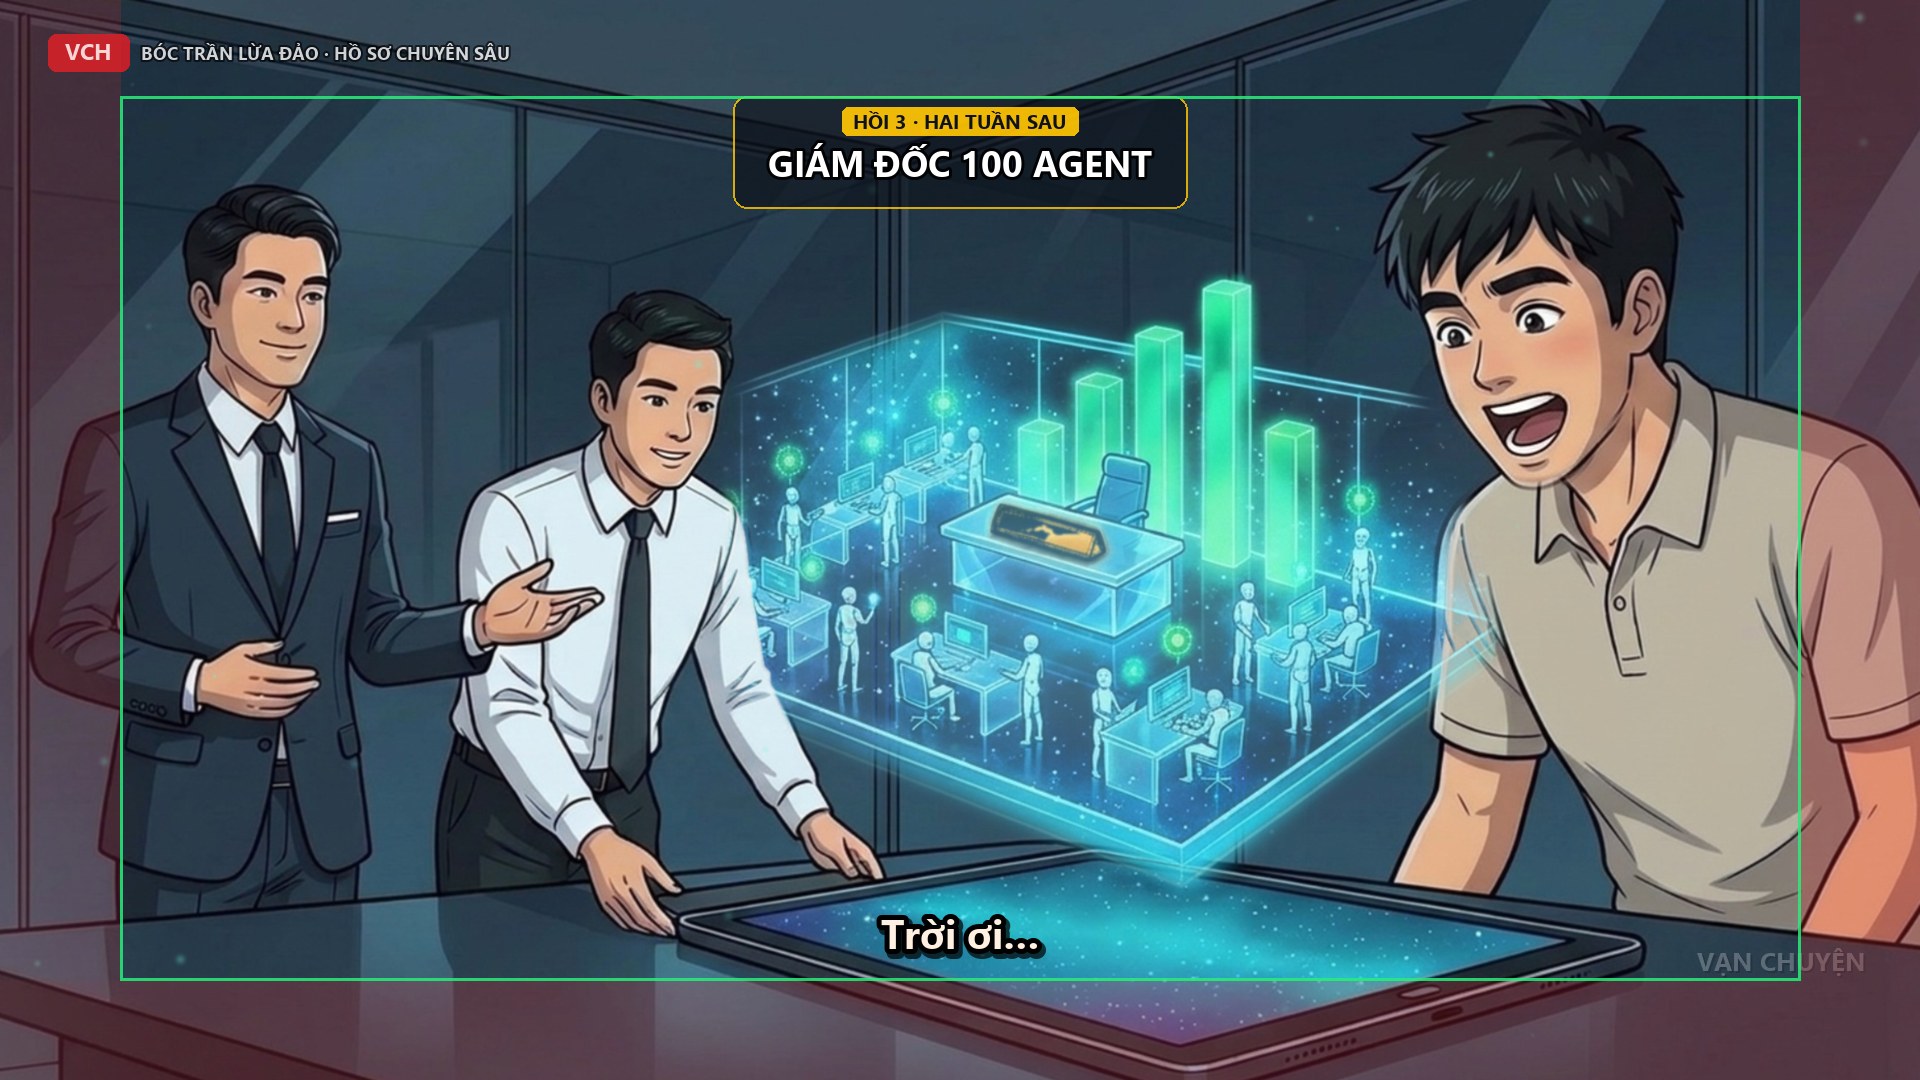 VCH
BÓC TRẦN LỪA ĐẢO · HỒ SƠ CHUYÊN SÂU
HỒI 3 · HAI TUẦN SAU
GIÁM ĐỐC 100 AGENT
Trời ơi...
VẠN CHUYỆN